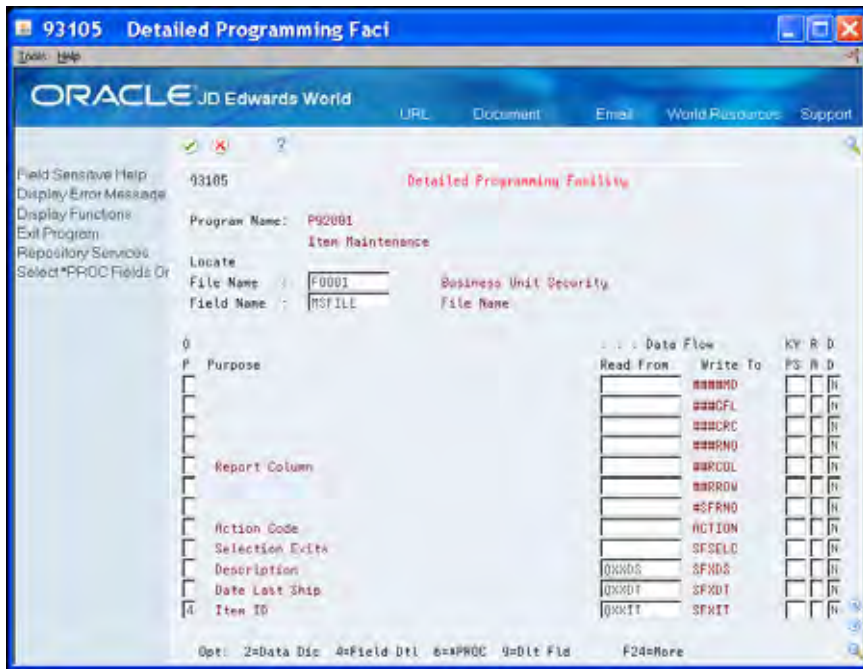 93105 Detailed Programming Faci
Tools Help
ORACLE JD Edwards World
URL Document Email World Resources Support
?
Field Sensitive Help
Display Error Message
Display Functions
Exit Program
Repository Services
Select *PROC Fields Or
93105 Detailed Programming Facility
Program Name: P92001
Item Maintenance
Locate
File Name : F0001 Business Unit Security
Field Name : MSFILE File Name
O . . . Data Flow KY R D
P Purpose Read From Write To PS R D
####MD N
###CFL N
###CRC N
###RNO N
Report Column ##RCOL N
##RROW N
#SFRNO N
Action Code ACTION N
Selection Exits SFSELC N
Description QXXDS SFXDS N
Date Last Ship QXXDT SFXDT N
4 Item ID QXXIT SFXIT N
Opt: 2=Data Dic 4=Field Dtl 6=*PROC 9=Dlt Fld F24=More